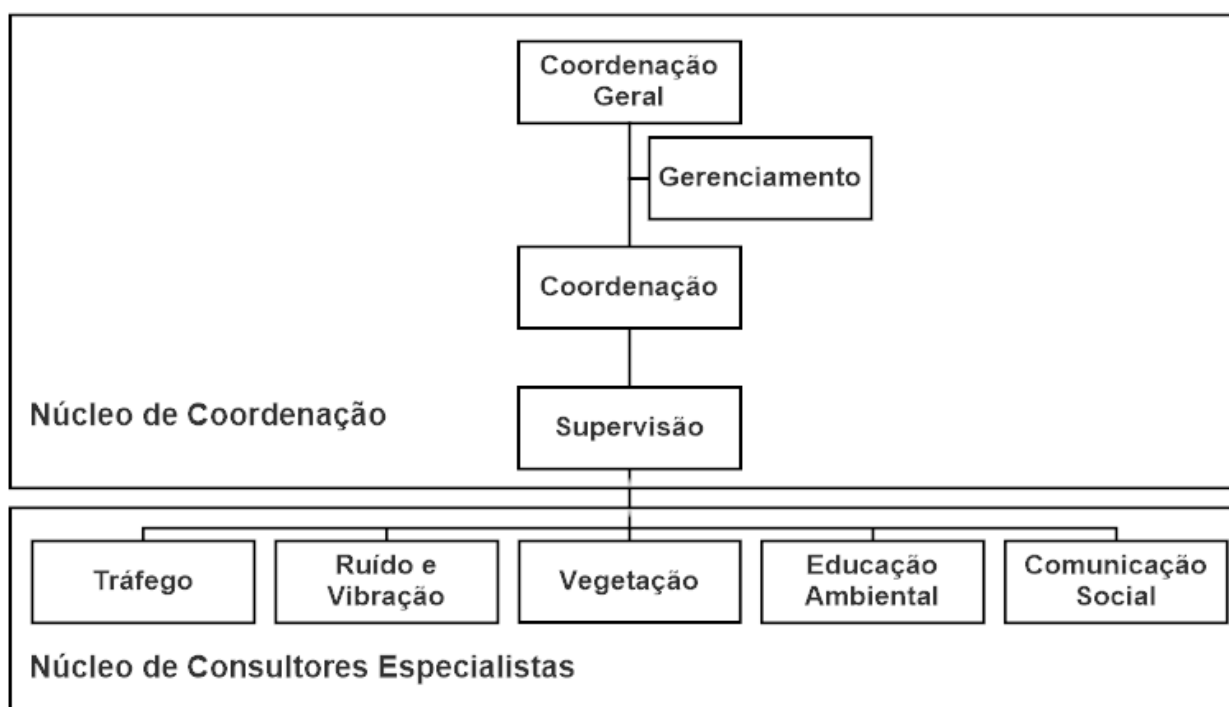 Coordenação
Geral
Gerenciamento
Coordenação
Núcleo de Coordenação
Supervisão
Tráfego
Ruído e
Vibração
Vegetação
Educação
Ambiental
Comunicação
Social
Núcleo de Consultores Especialistas